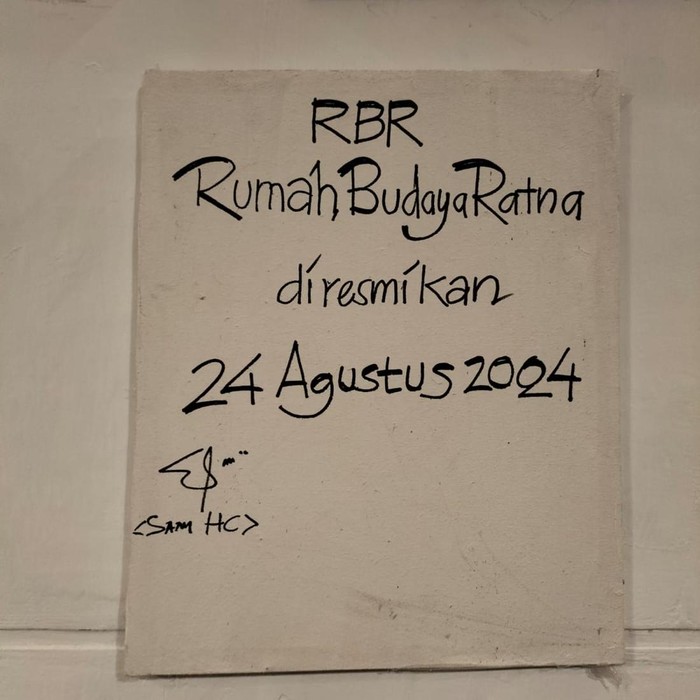 RBR
Rumah Budaya Ratna
diresmikan
24 Agustus 2024
<SAM HC>